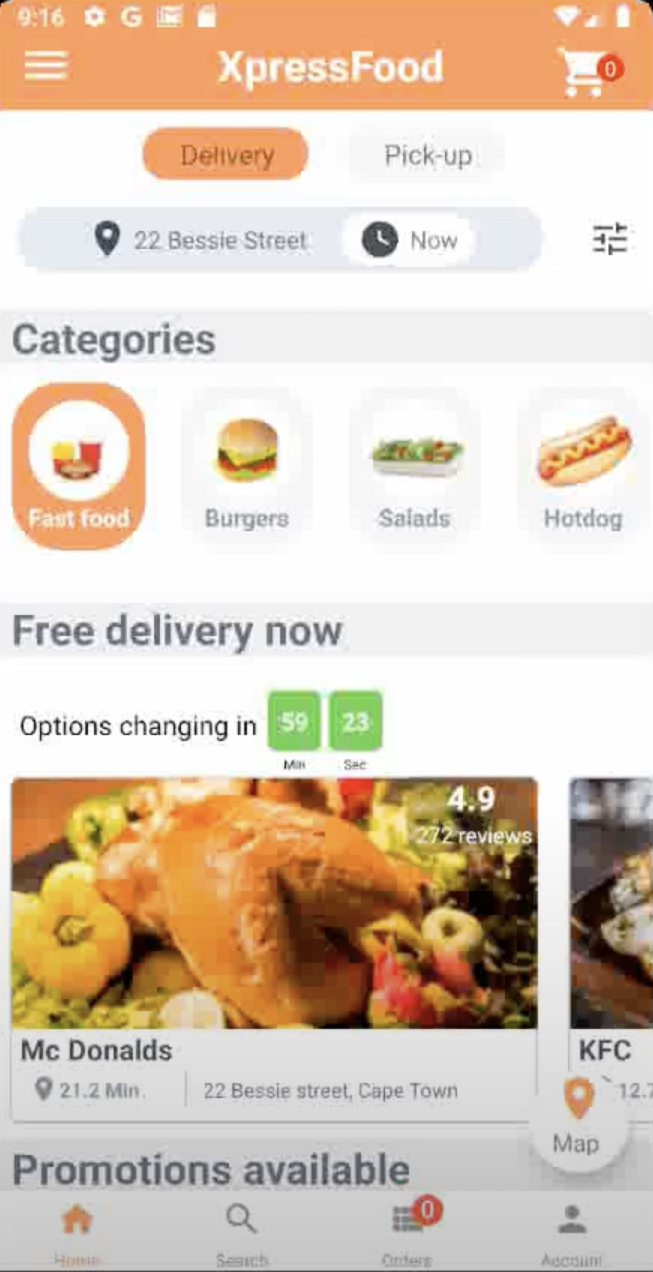 9:16
XpressFood
0
Delivery Pick-up
22 Bessie Street Now
Categories
Fast food Burgers Salads Hotdog
Free delivery now
Options changing in 59 23
Min Sec
4.9
272 reviews
Mc Donalds KFC
21.2 Min. 22 Bessie street, Cape Town 12.7
Map
Promotions available
0
Home Search Orders Account